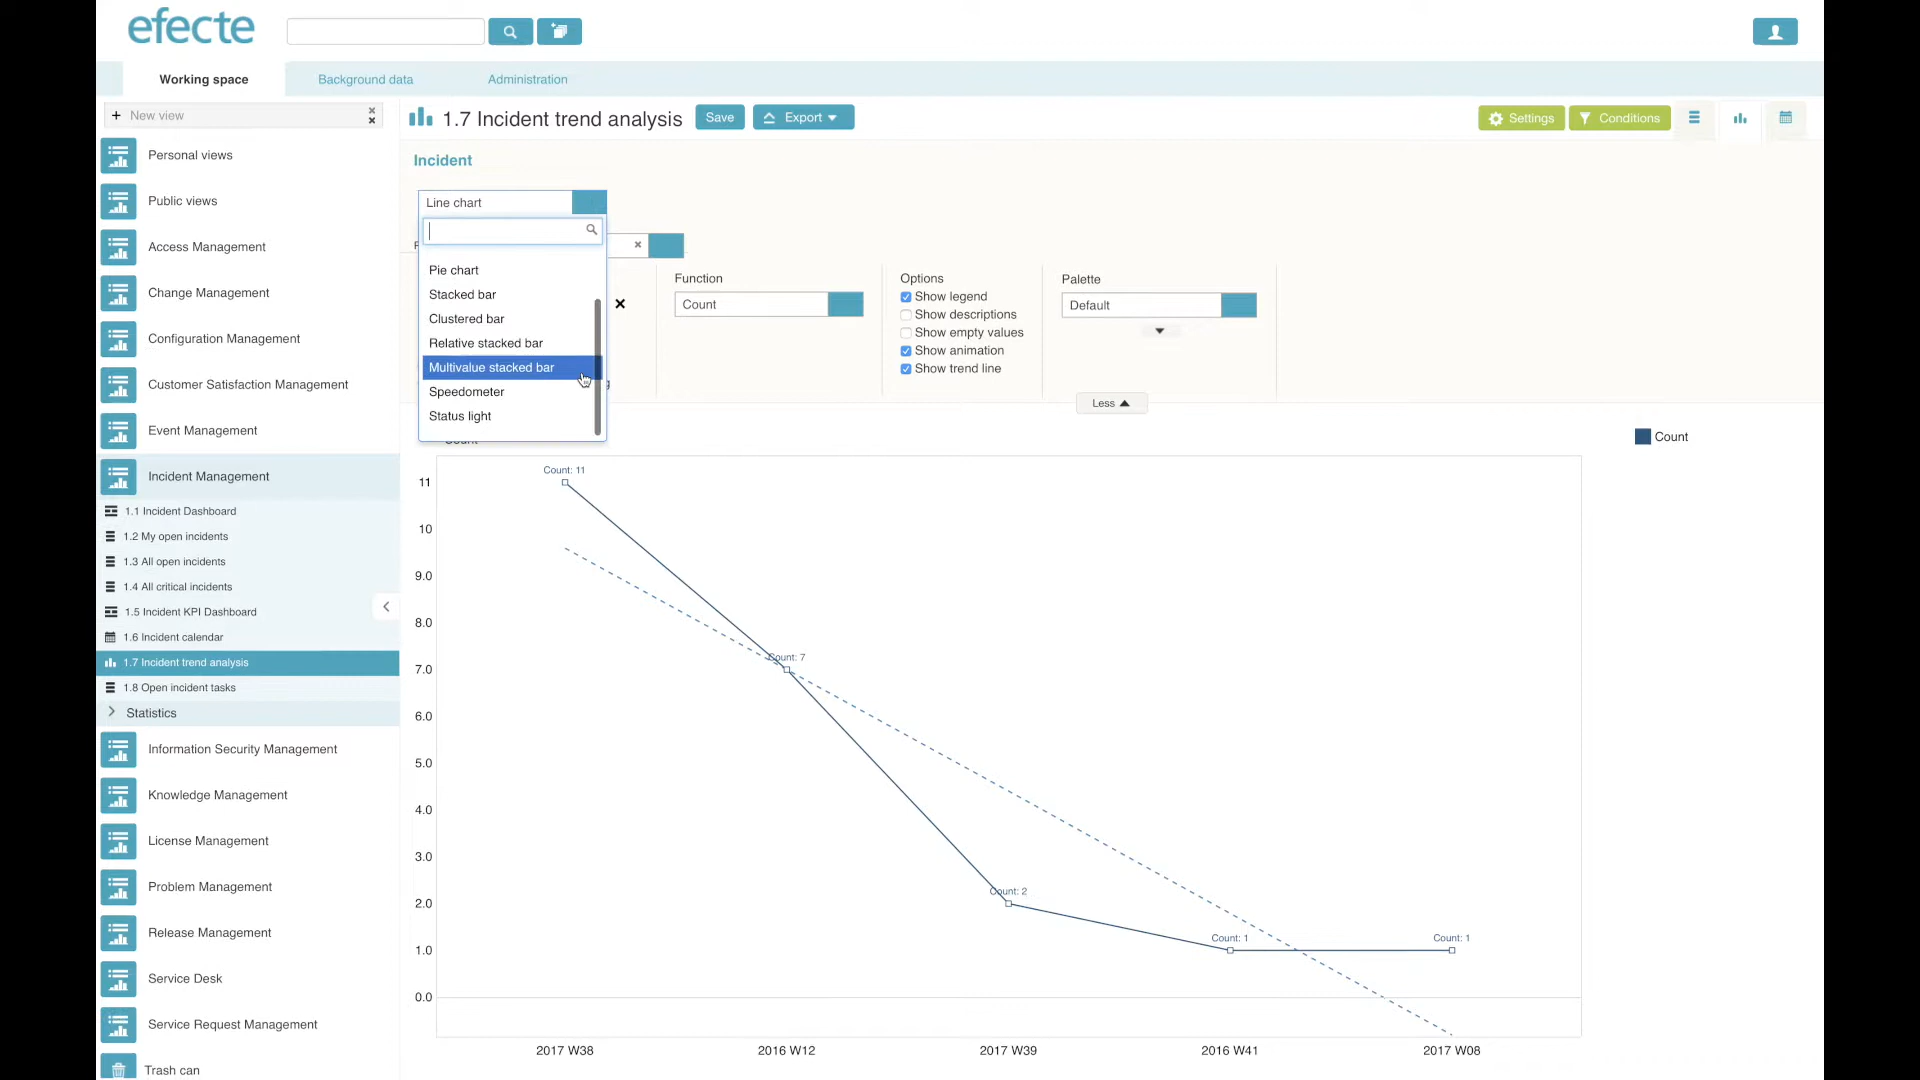 efecte
Working space
Background data
Administration
+ New view
Personal views
Public views
Access Management
Change Management
Configuration Management
Customer Satisfaction Management
Event Management
Incident Management
1.1 Incident Dashboard
1.2 My open incidents
1.3 All open incidents
1.4 All critical incidents
1.5 Incident KPI Dashboard
1.6 Incident calendar
1.7 Incident trend analysis
1.8 Open incident tasks
Statistics
Information Security Management
Knowledge Management
License Management
Problem Management
Release Management
Service Desk
Service Request Management
Trash can
1.7 Incident trend analysis
Save
Export
Settings
Conditions
Incident
Line chart
Pie chart
Stacked bar
Clustered bar
Relative stacked bar
Multivalue stacked bar
Speedometer
Status light
Function
Count
Options
Show legend
Show descriptions
Show empty values
Show animation
Show trend line
Palette
Default
Less
Count
Count
11
10
9.0
8.0
7.0
6.0
5.0
4.0
3.0
2.0
1.0
0.0
Count: 11
Count: 7
Count: 2
Count: 1
Count: 1
2017 W38
2016 W12
2017 W39
2016 W41
2017 W08